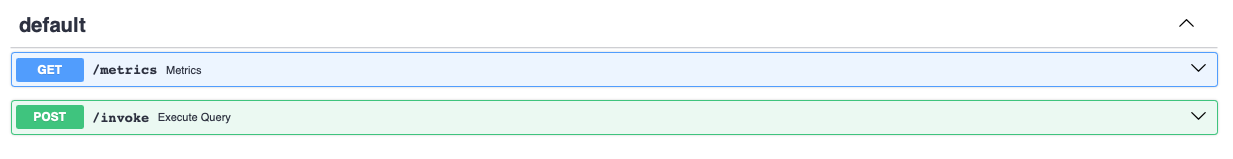 default
GET /metrics Metrics
POST /invoke Execute Query